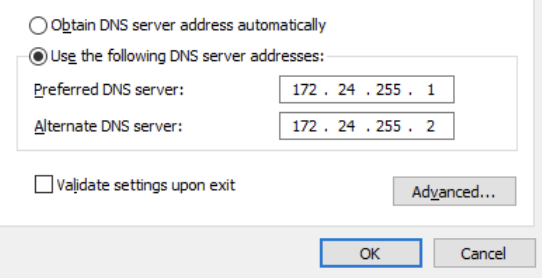 Obtain DNS server address automatically
Use the following DNS server addresses:
Preferred DNS server: 172 . 24 . 255 . 1
Alternate DNS server: 172 . 24 . 255 . 2
Validate settings upon exit
Advanced...
OK Cancel